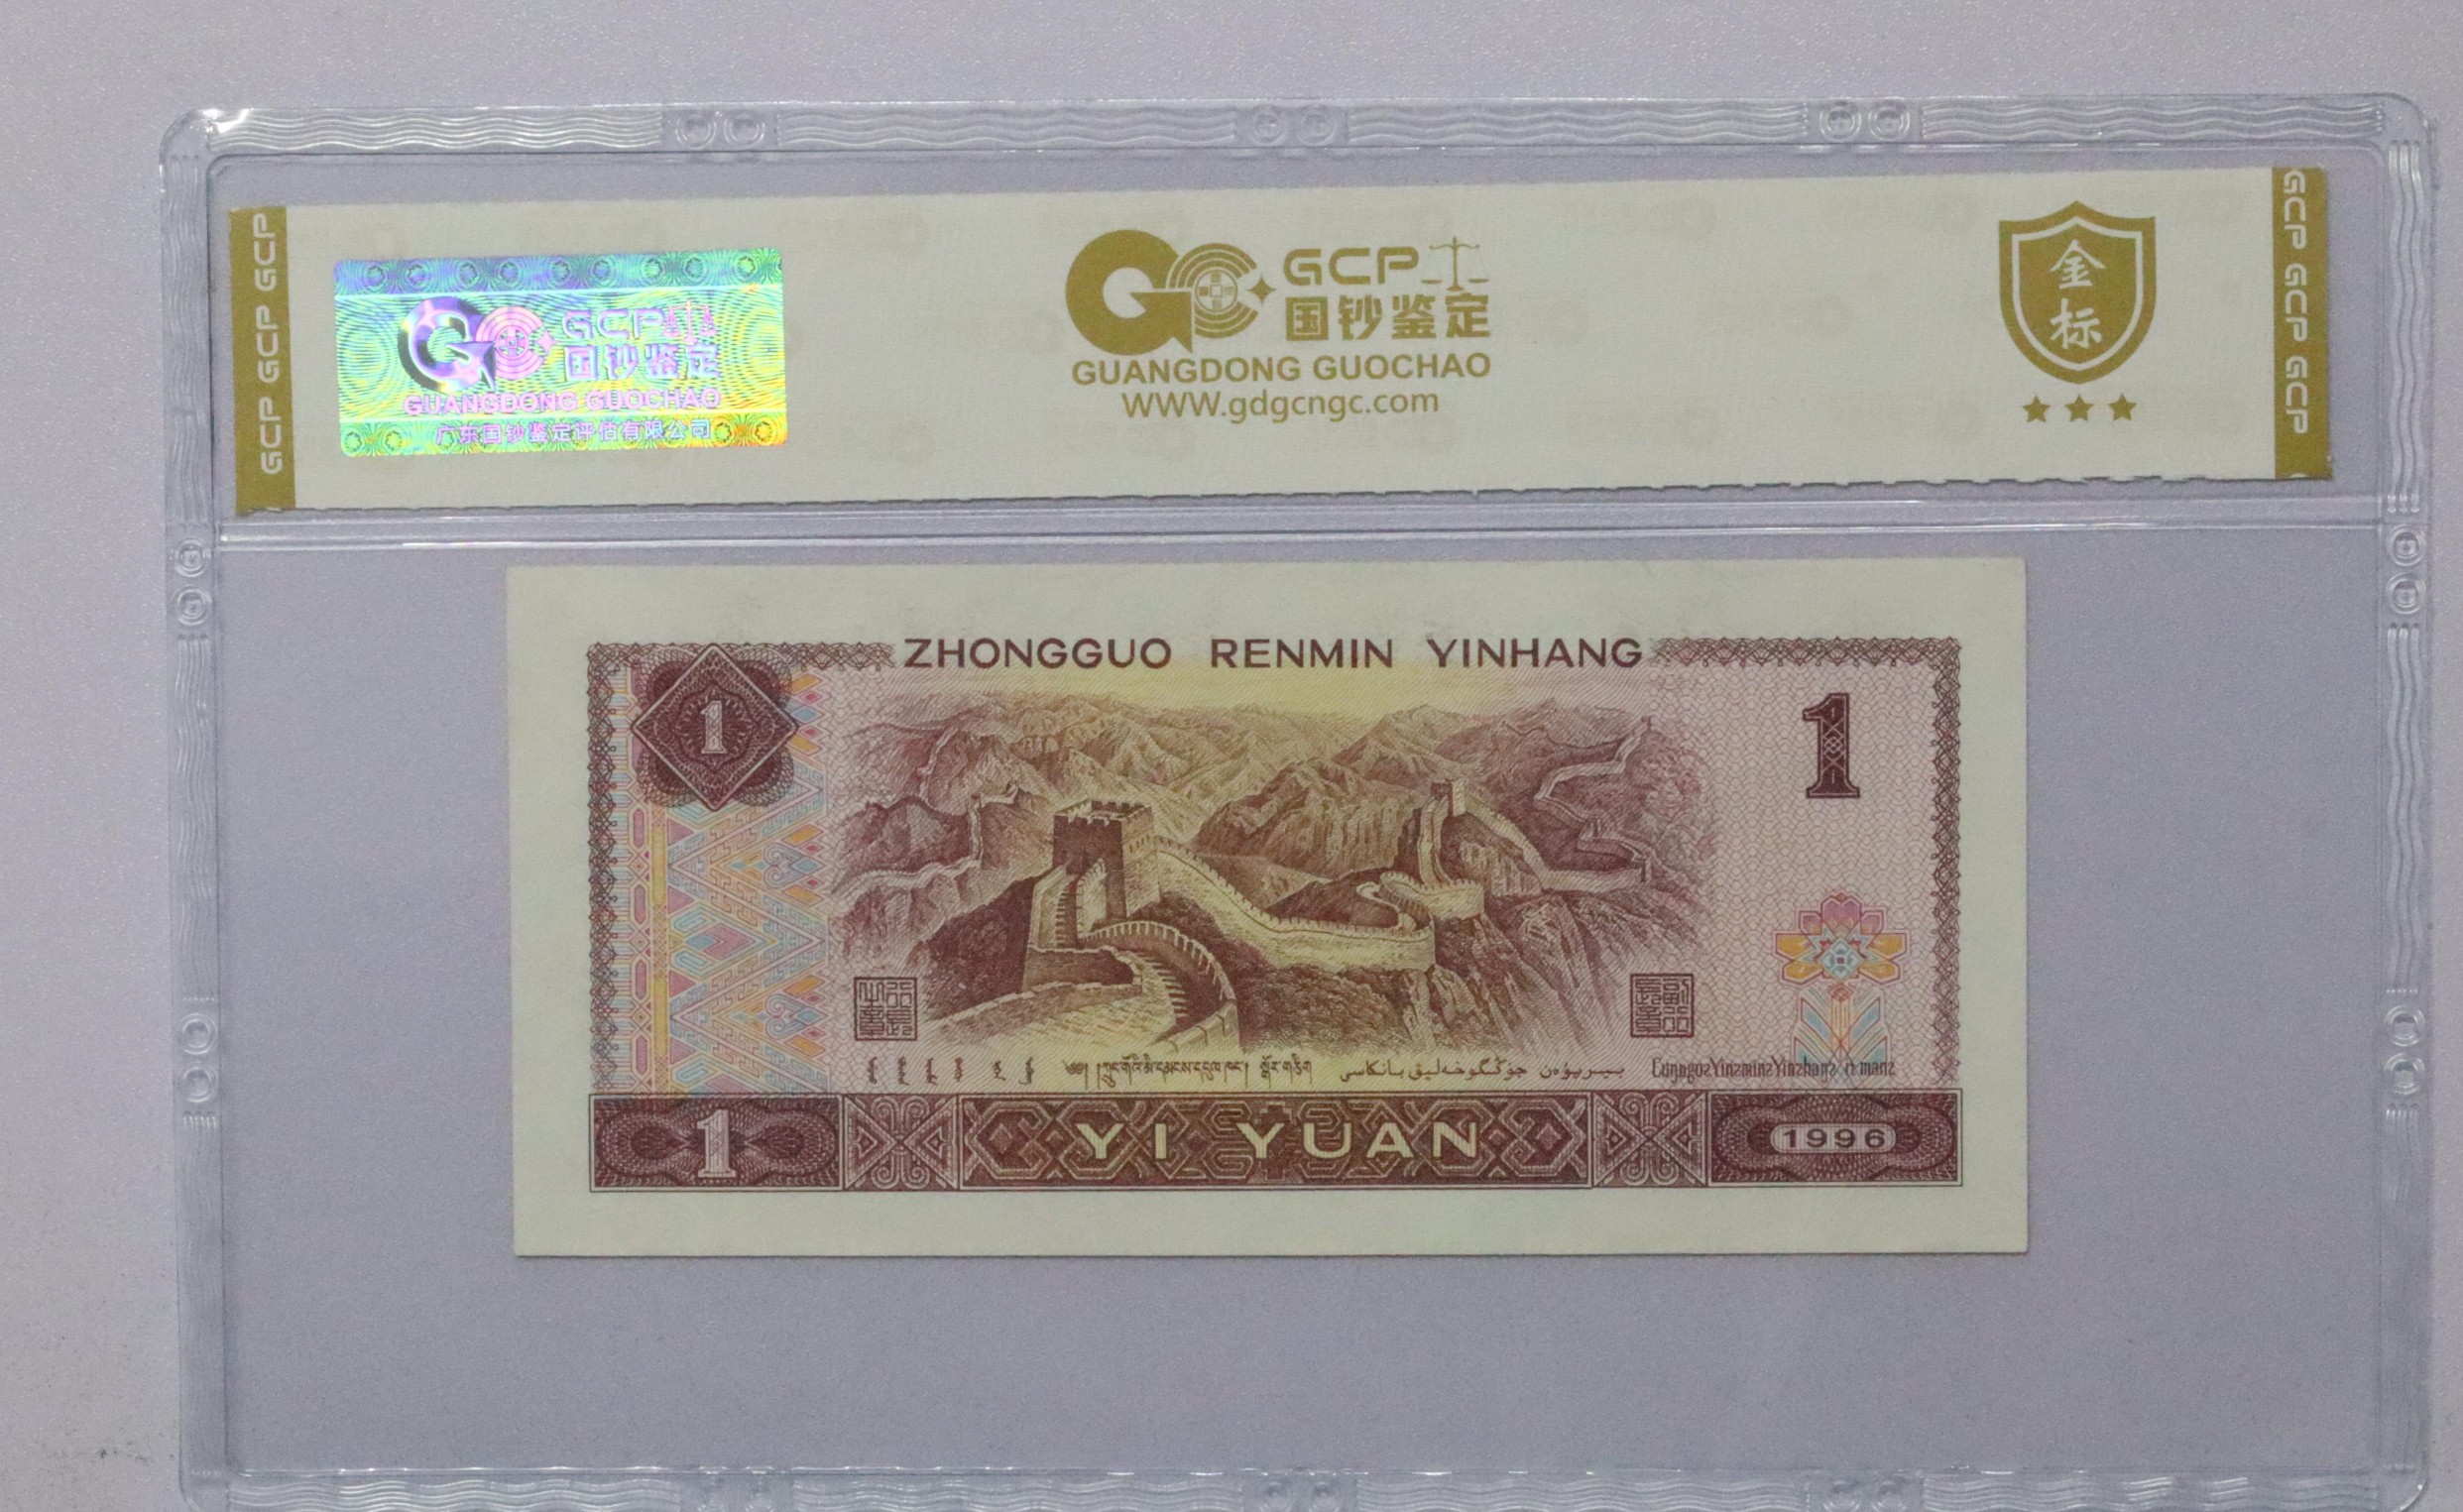 GCP GCP GCP
GCP
国钞鉴定
GUANGDONG GUOCHAO
广东国钞鉴定评估有限公司
GCP
国钞鉴定
GUANGDONG GUOCHAO
WWW.gdgcngc.com
金
标
GCP GCP GCP
ZHONGGUO RENMIN YINHANG
1
1
1
YI YUAN
1996